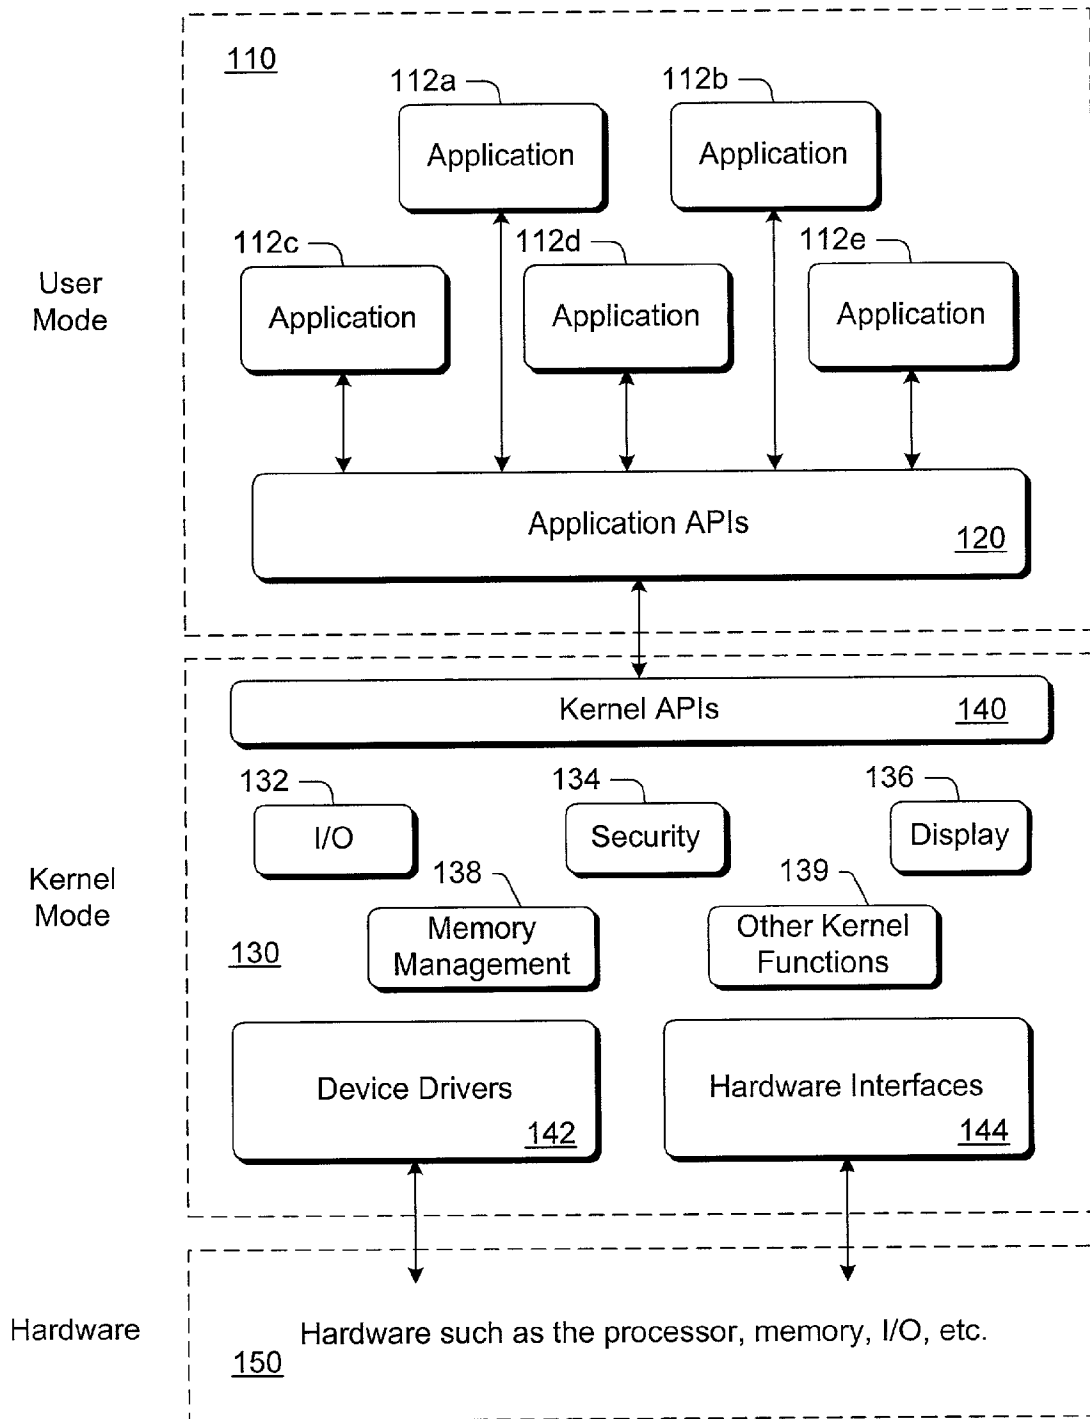 110
112a
112b
Application
Application
112c
112d
112e
User
Mode
Application
Application
Application
Application APIs
120
Kernel APIs
140
132
134
136
I/O
Security
Display
Kernel
Mode
138
139
Memory
Management
Other Kernel
Functions
130
Device Drivers
142
Hardware Interfaces
144
Hardware
Hardware such as the processor, memory, I/O, etc.
150